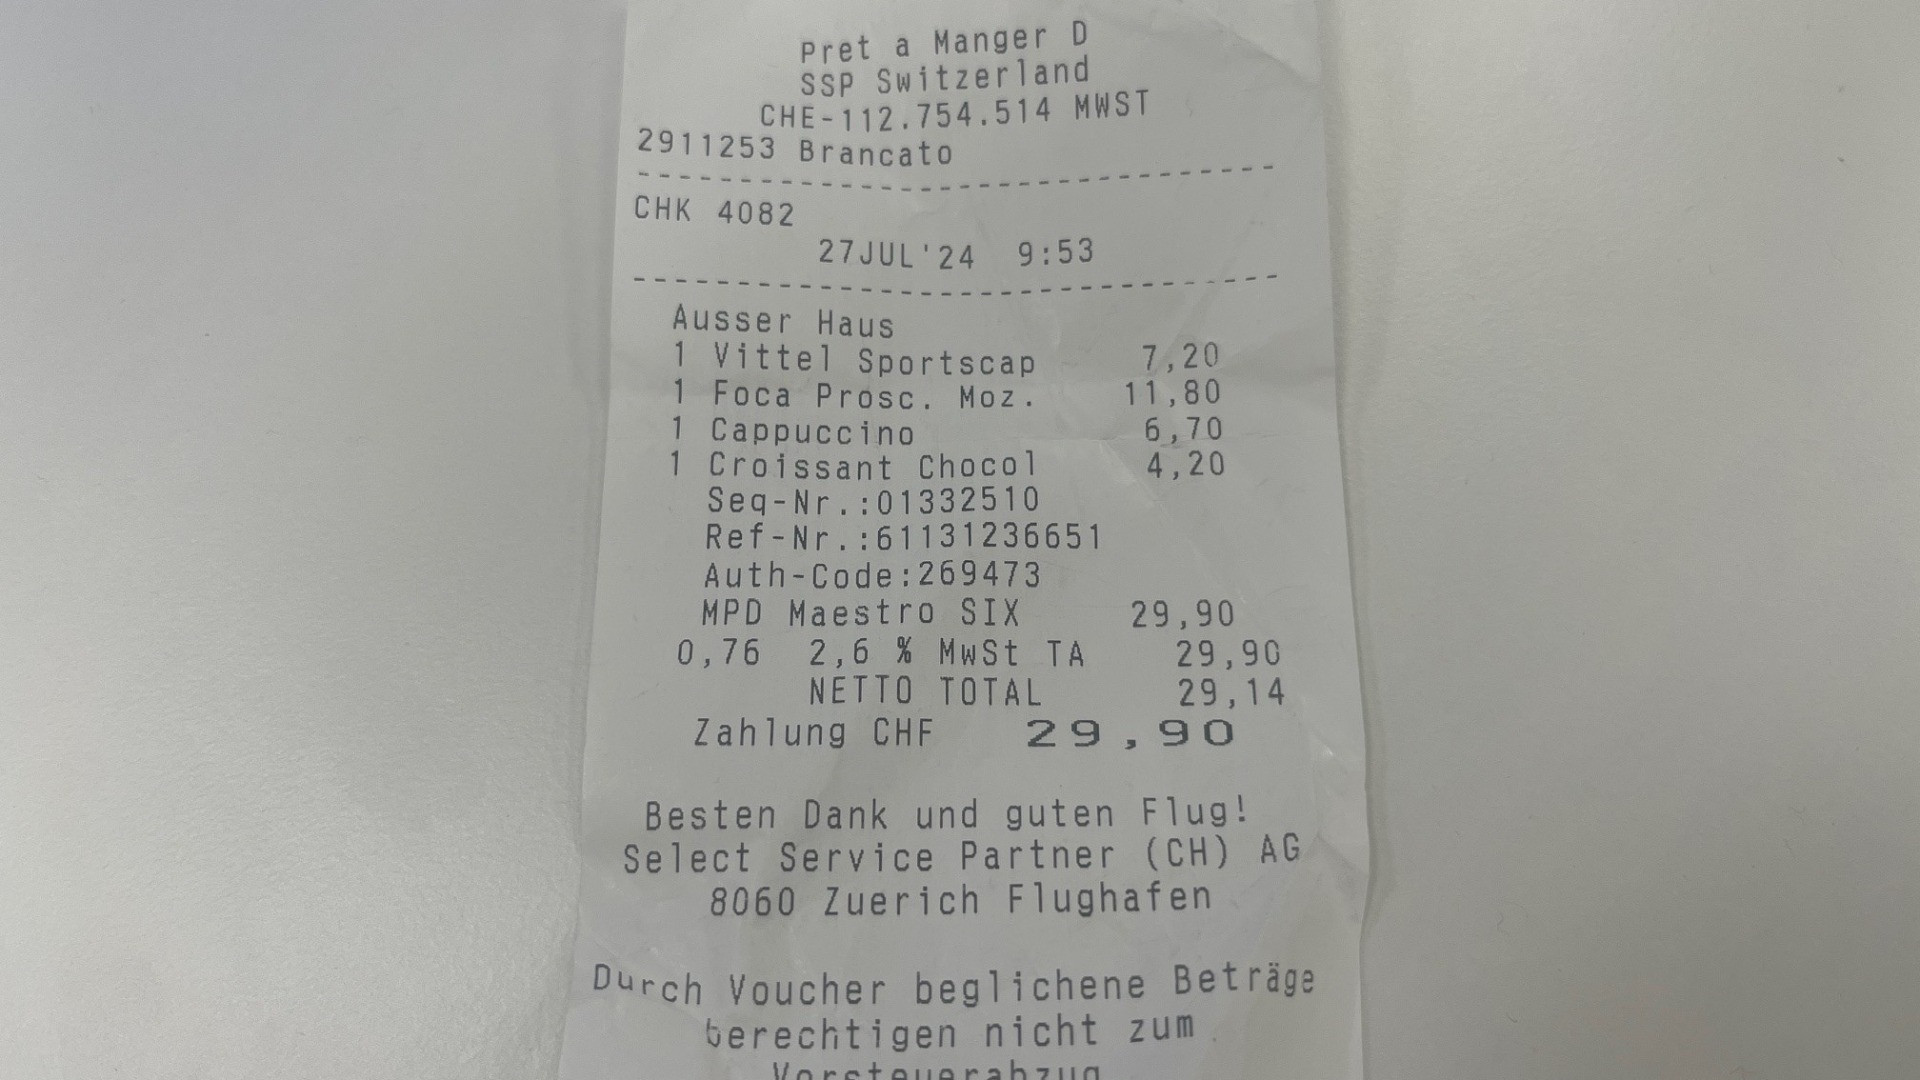 Pret a Manger D
SSP Switzerland
CHE-112.754.514 MWST
2911253 Brancato
--------------------------------
CHK 4082
27JUL'24 9:53
--------------------------------
Ausser Haus
1 Vittel Sportscap 7,20
1 Foca Prosc. Moz. 11,80
1 Cappuccino 6,70
1 Croissant Chocol 4,20
Seq-Nr.:01332510
Ref-Nr.:61131236651
Auth-Code:269473
MPD Maestro SIX 29,90
0,76 2,6 % MwSt TA 29,90
NETTO TOTAL 29,14
Zahlung CHF 29,90
Besten Dank und guten Flug!
Select Service Partner (CH) AG
8060 Zuerich Flughafen
Durch Voucher beglichene Beträge
berechtigen nicht zum
Vorsteuerabzug